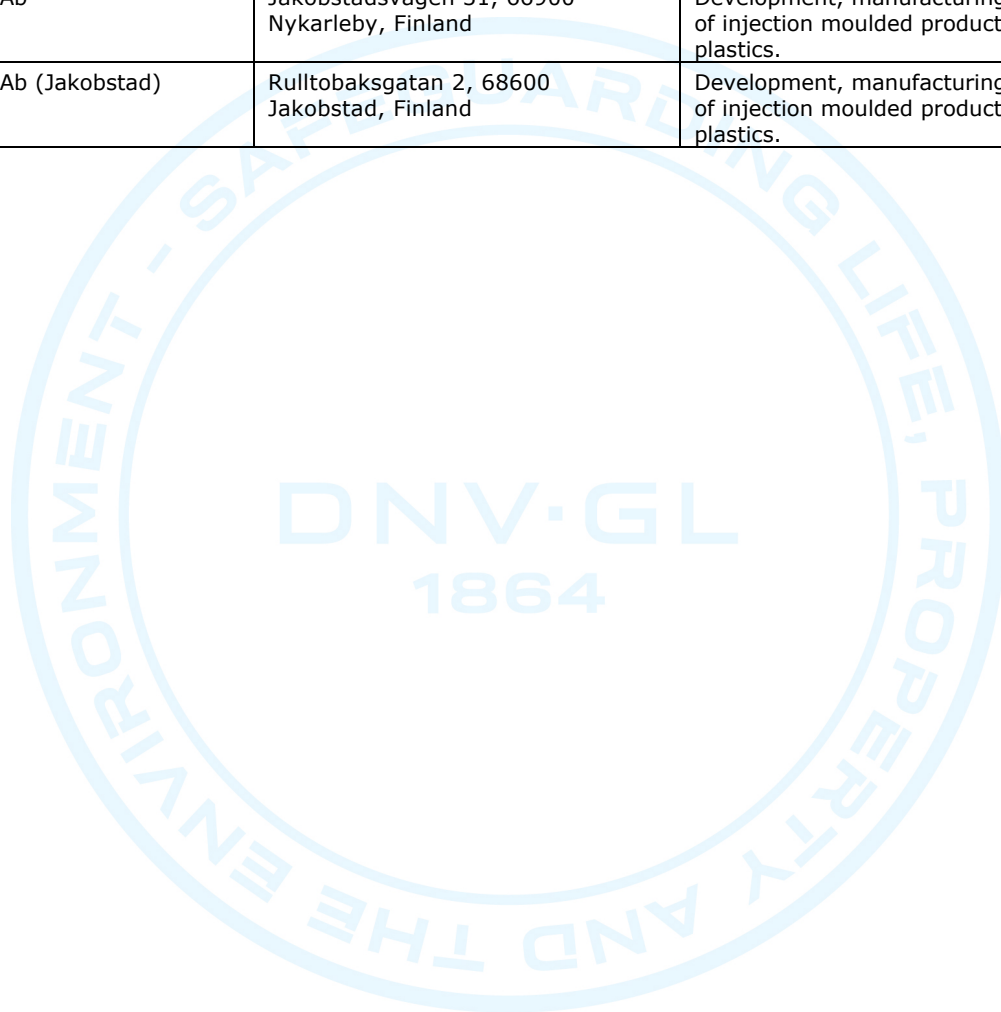 Ab
Jakobstadsvägen 31, 66900
Nykarleby, Finland
Development, manufacturing
of injection moulded product
plastics.
Ab (Jakobstad)
Rulltobaksgatan 2, 68600
Jakobstad, Finland
Development, manufacturing
of injection moulded product
plastics.
SAFEGUARDING LIFE, PROPERTY AND THE ENVIRONMENT -
DNV·GL
1864